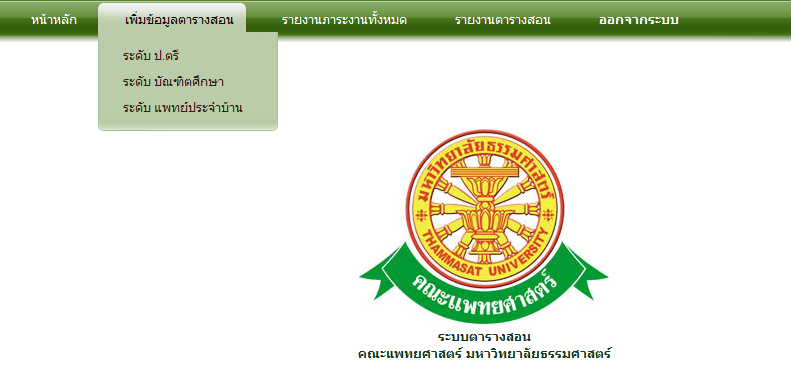 หน้าหลัก เพิ่มข้อมูลตารางสอน รายงานภาระงานทั้งหมด รายงานตารางสอน ออกจากระบบ
ระดับ ป.ตรี
ระดับ บัณฑิตศึกษา
ระดับ แพทย์ประจำบ้าน
มหาวิทยาลัยธรรมศาสตร์
THAMMASAT UNIVERSITY
คณะแพทยศาสตร์
ระบบตารางสอน
คณะแพทยศาสตร์ มหาวิทยาลัยธรรมศาสตร์